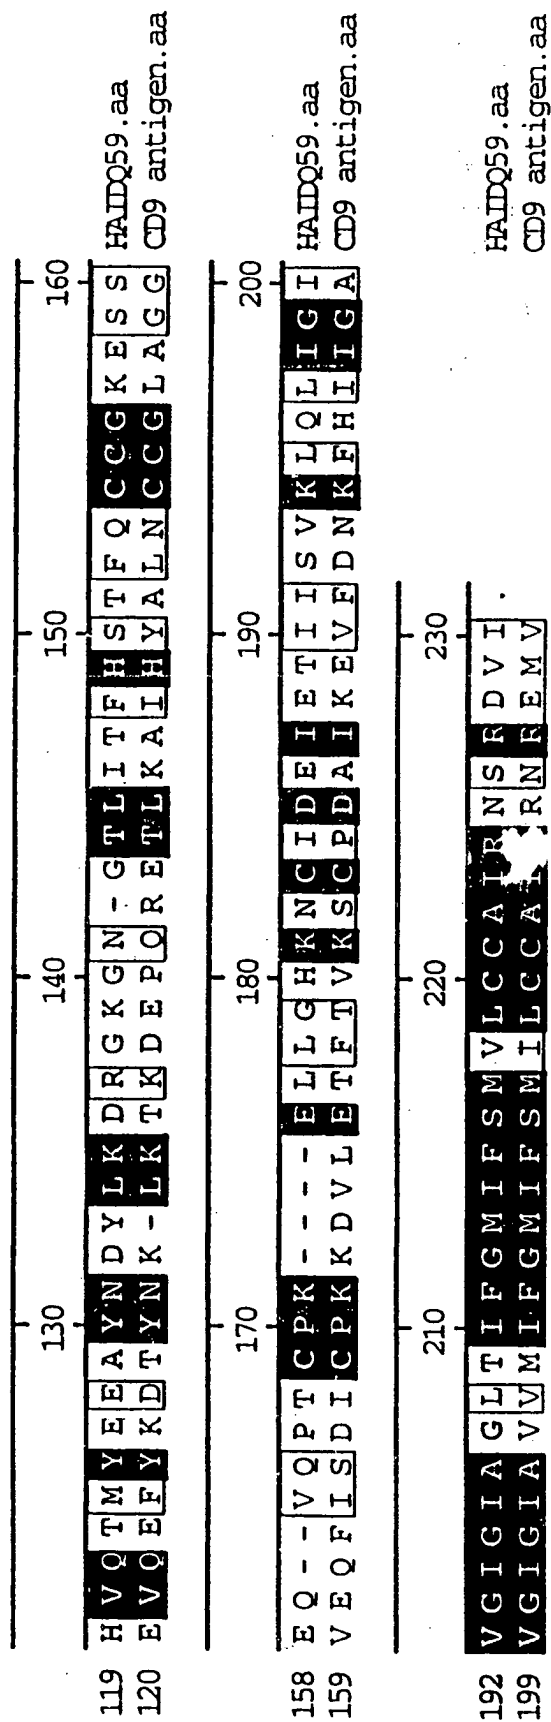 130 140 150 160
119 H V Q T M Y E E A Y N D Y L K D R G K G N - G T L I T F H S T F Q C C G K E S S HAIDQ59.aa
120 E V Q E F Y K D T Y N K - L K T K D E P Q R E T L K A I H Y A L N C C G L A G G CD9 antigen.aa
170 180 190 200
158 E Q - - V Q P T C P K - - - - E L L G H K N C I D E I E T I I S V K L Q L I G I HAIDQ59.aa
159 V E Q F I S D I C P K K D V L E T F T V K S C P D A I K E V F D N K F H I I G A CD9 antigen.aa
210 220 230
192 V G I G I A G L T I F G M I F S M V L C C A I R N S R D V I . HAIDQ59.aa
199 V G I G I A V V M I F G M I F S M I L C C A R N R E M V CD9 antigen.aa